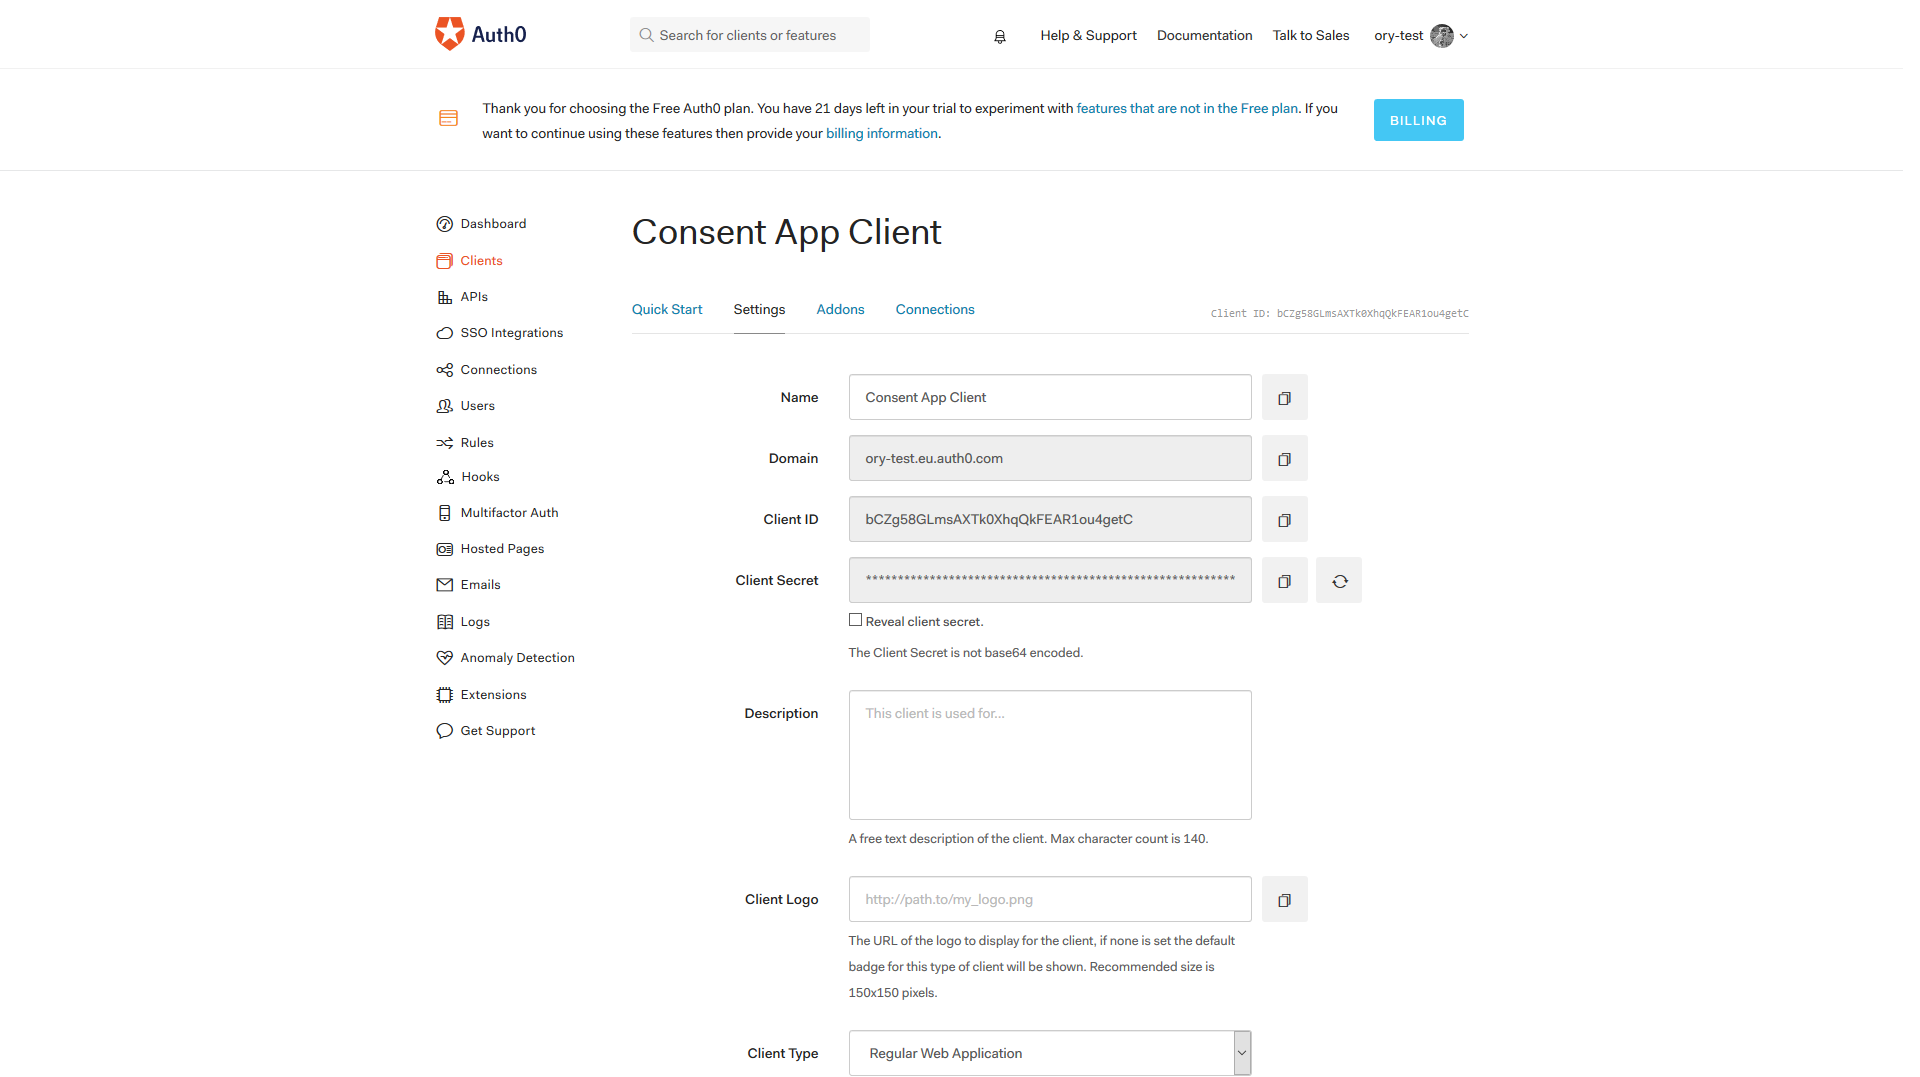 Auth0
Search for clients or features
Help & Support
Documentation
Talk to Sales
ory-test
Thank you for choosing the Free Auth0 plan. You have 21 days left in your trial to experiment with features that are not in the Free plan. If you
want to continue using these features then provide your billing information.
BILLING
Dashboard
Clients
APIs
SSO Integrations
Connections
Users
Rules
Hooks
Multifactor Auth
Hosted Pages
Emails
Logs
Anomaly Detection
Extensions
Get Support
Consent App Client
Quick Start
Settings
Addons
Connections
Client ID: bCZg58GLmsAXTk0XhqQkFEAR1ou4getC
Name
Consent App Client
Domain
ory-test.eu.auth0.com
Client ID
bCZg58GLmsAXTk0XhqQkFEAR1ou4getC
Client Secret
****************************************************************
Reveal client secret.
The Client Secret is not base64 encoded.
Description
This client is used for...
A free text description of the client. Max character count is 140.
Client Logo
http://path.to/my_logo.png
The URL of the logo to display for the client, if none is set the default
badge for this type of client will be shown. Recommended size is
150x150 pixels.
Client Type
Regular Web Application